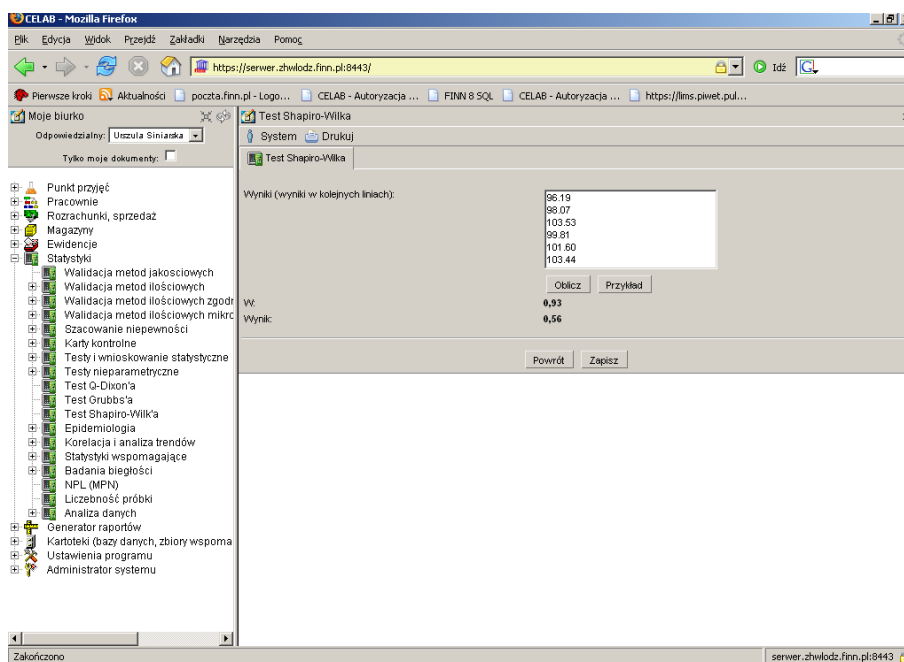 CELAB - Mozilla Firefox
Plik Edycja Widok Przejdź Zakładki Narzędzia Pomoc
https://serwer.zhwlodz.finn.pl:8443/
Idź
Pierwsze kroki Aktualności poczta.finn.pl - Logo... CELAB - Autoryzacja ... FINN 8 SQL CELAB - Autoryzacja ... https://lims.piwet.pul...
Moje biurko
Odpowiedzialny: Urszula Siniarska
Tylko moje dokumenty:
Punkt przyjęć
Pracownie
Rozrachunki, sprzedaż
Magazyny
Ewidencje
Statystyki
Walidacja metod jakosciowych
Walidacja metod ilościowych
Walidacja metod ilościowych zgodn
Walidacja metod ilościowych mikro
Szacowanie niepewności
Karty kontrolne
Testy i wnioskowanie statystyczne
Testy nieparametryczne
Test Q-Dixon'a
Test Grubbs'a
Test Shapiro-Wilk'a
Epidemiologia
Korelacja i analiza trendów
Statystyki wspomagające
Badania biegłości
NPL (MPN)
Liczebność próbki
Analiza danych
Generator raportów
Kartoteki (bazy danych, zbiory wspoma
Ustawienia programu
Administrator systemu
Test Shapiro-Wilka
System Drukuj
Test Shapiro-Wilka
Wyniki (wyniki w kolejnych liniach):
96.19
98.07
103.53
99.81
101.60
103.44
Oblicz Przykład
W: 0,93
Wynik: 0,56
Powrót Zapisz
Zakończono
serwer.zhwlodz.finn.pl:8443